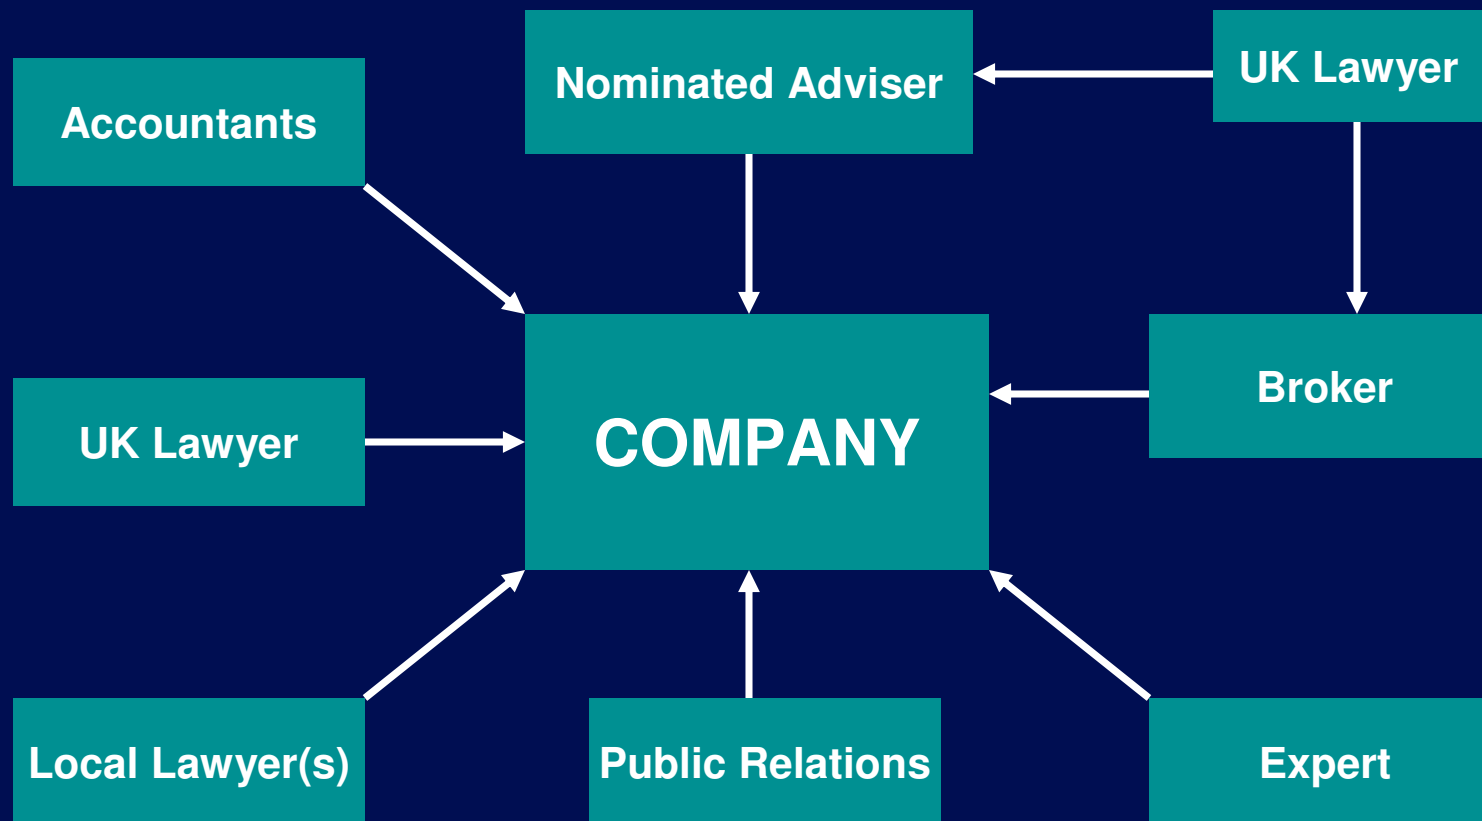 Nominated Adviser
UK Lawyer
Accountants
COMPANY
Broker
UK Lawyer
Local Lawyer(s)
Public Relations
Expert